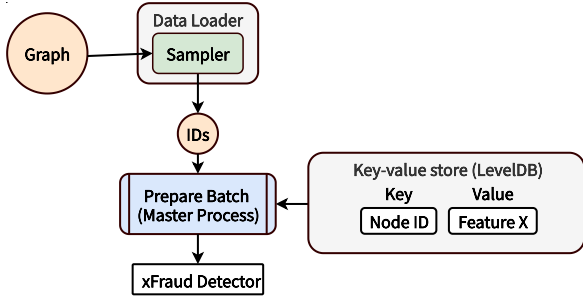 Data Loader
Graph
Sampler
IDs
Key-value store (LevelDB)
Key Value
Prepare Batch
(Master Process)
Node ID Feature X
xFraud Detector